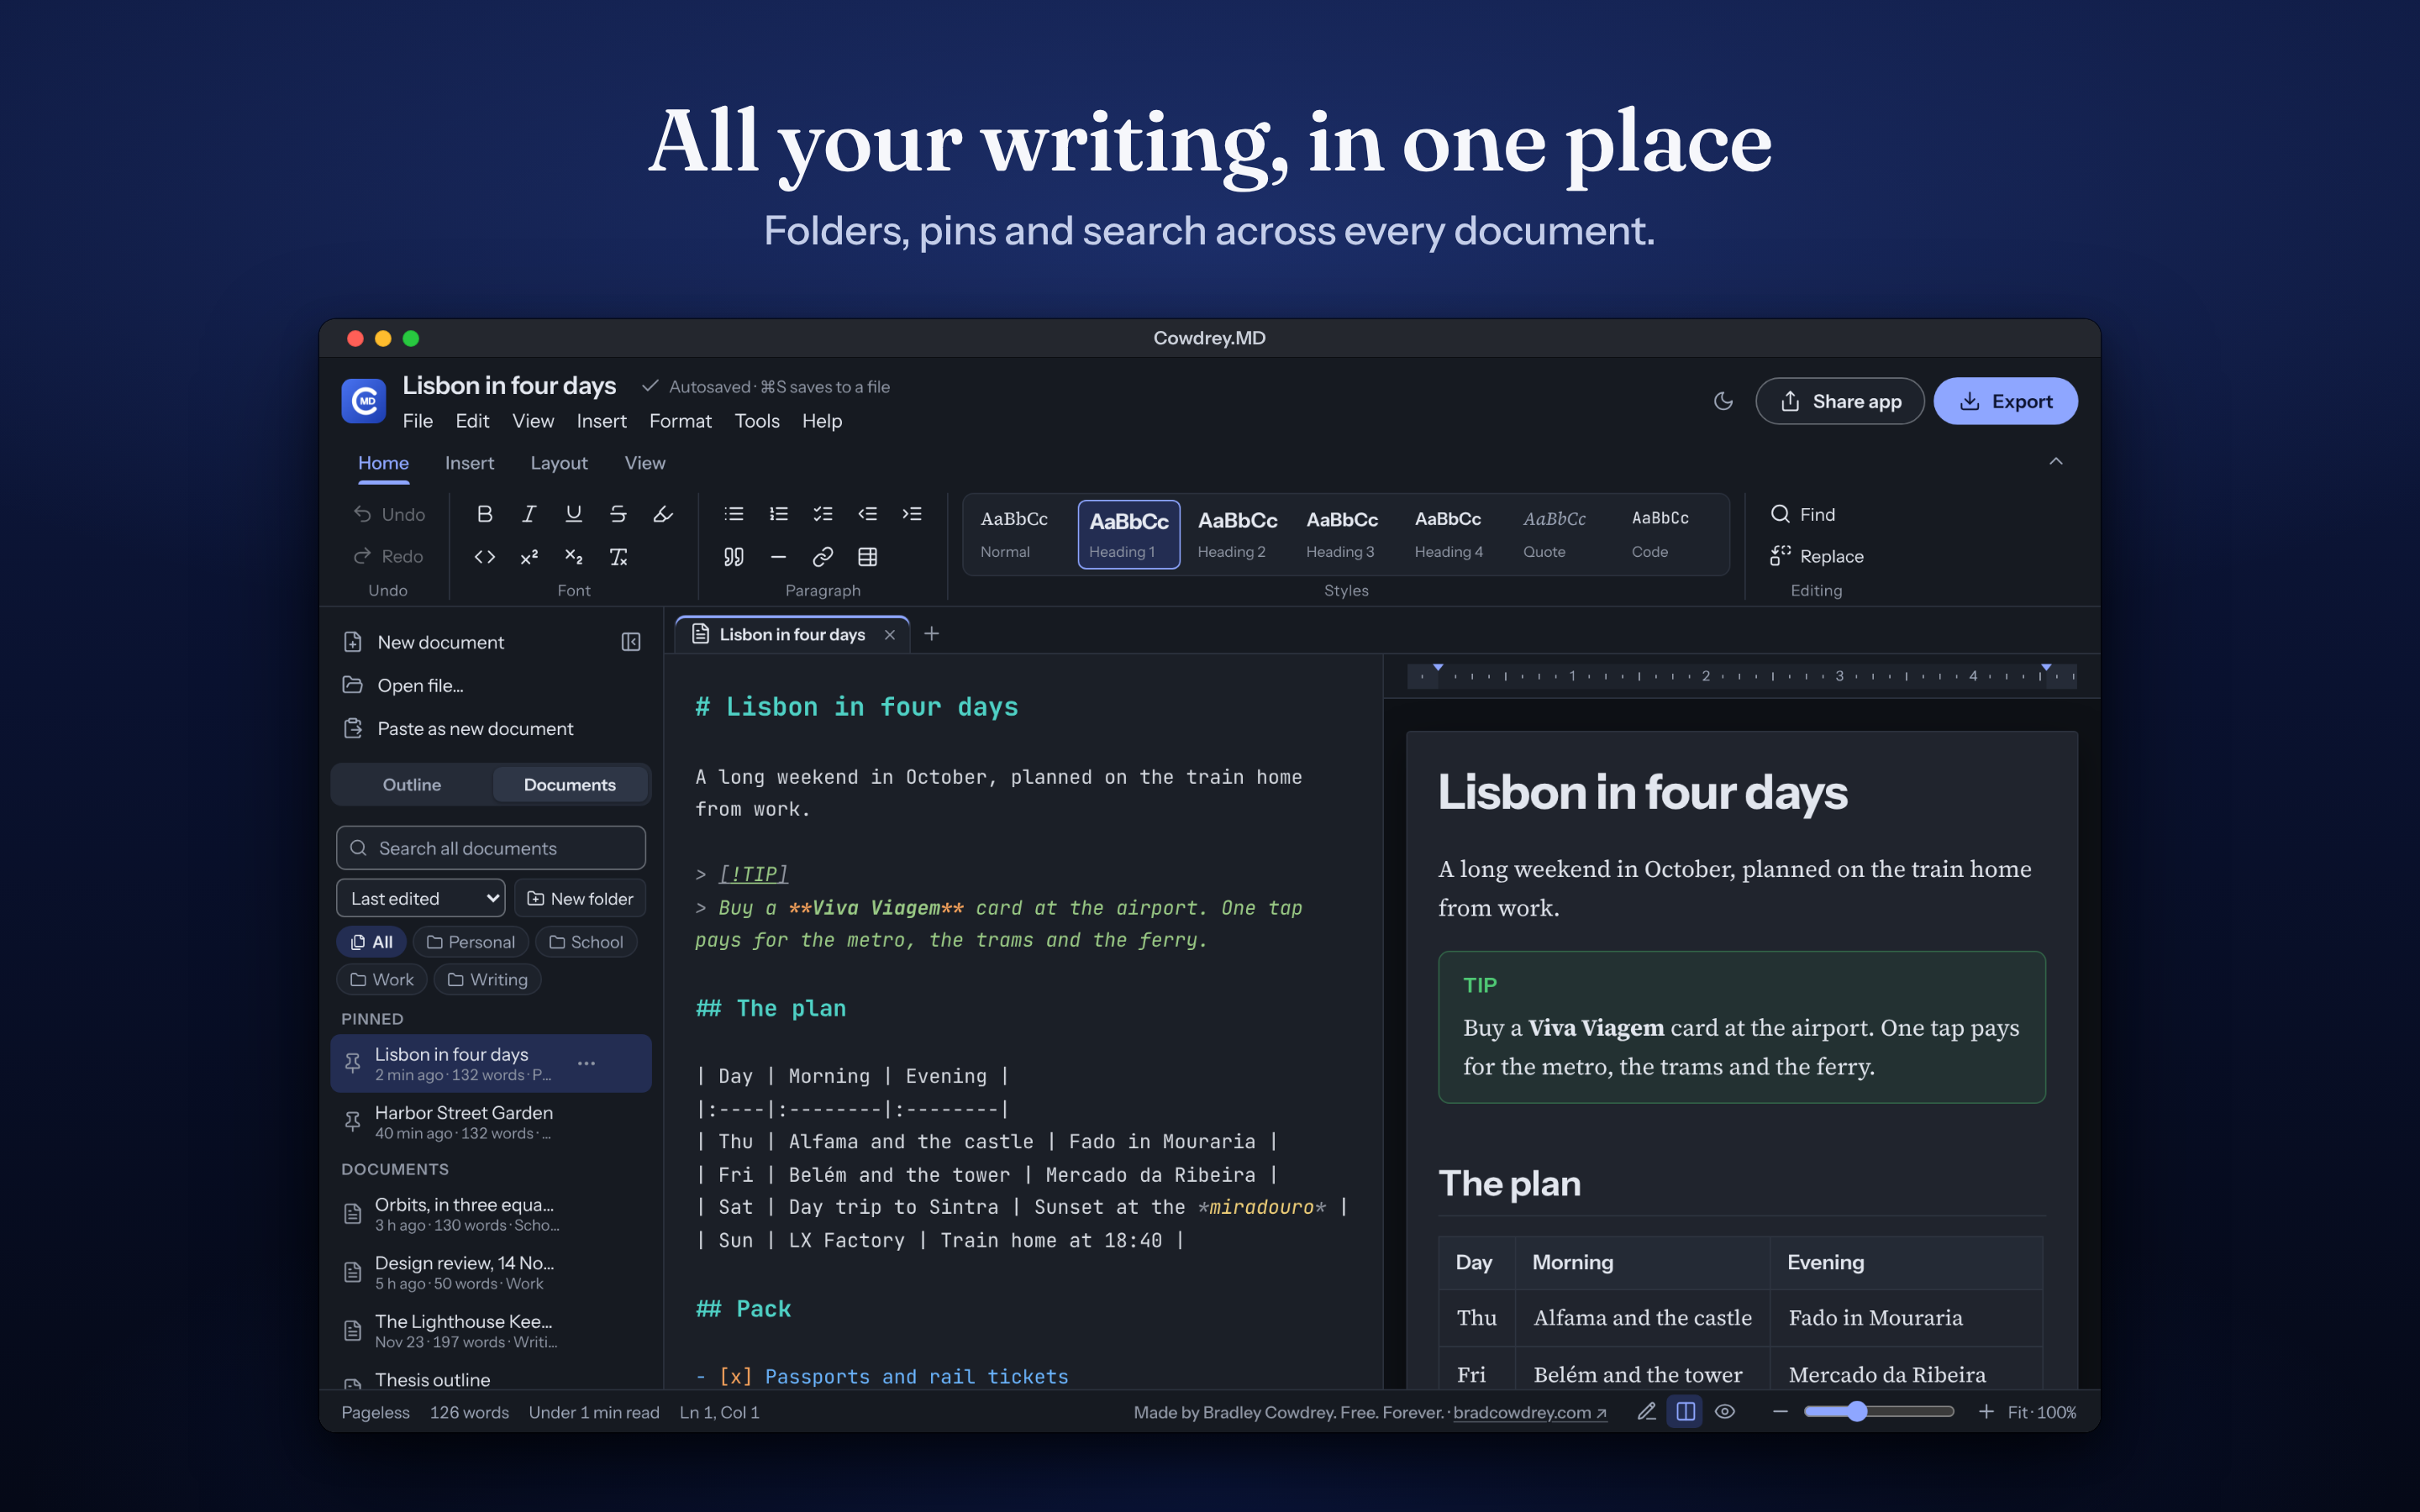 All your writing, in one place
Folders, pins and search across every document.
Cowdrey.MD
MD
Lisbon in four days
Autosaved · ⌘S saves to a file
File Edit View Insert Format Tools Help
Share app
Export
Home Insert Layout View
Undo
Redo
Undo
Font
Paragraph
AaBbCc AaBbCc AaBbCc AaBbCc AaBbCc AaBbCc AaBbCc
Normal Heading 1 Heading 2 Heading 3 Heading 4 Quote Code
Styles
Find
Replace
Editing
New document
Open file...
Paste as new document
Outline Documents
Search all documents
Last edited New folder
All Personal School
Work Writing
PINNED
Lisbon in four days
2 min ago · 132 words · P...
Harbor Street Garden
40 min ago · 132 words · ...
DOCUMENTS
Orbits, in three equa...
3 h ago · 130 words · Scho...
Design review, 14 No...
5 h ago · 50 words · Work
The Lighthouse Kee...
Nov 23 · 197 words · Writi...
Thesis outline
Lisbon in four days
# Lisbon in four days
A long weekend in October, planned on the train home
from work.
> [!TIP]
> Buy a **Viva Viagem** card at the airport. One tap
pays for the metro, the trams and the ferry.
## The plan
| Day | Morning | Evening |
|:----|:--------|:--------|
| Thu | Alfama and the castle | Fado in Mouraria |
| Fri | Belém and the tower | Mercado da Ribeira |
| Sat | Day trip to Sintra | Sunset at the *miradouro* |
| Sun | LX Factory | Train home at 18:40 |
## Pack
- [x] Passports and rail tickets
1 2 3 4
Lisbon in four days
A long weekend in October, planned on the train home
from work.
TIP
Buy a Viva Viagem card at the airport. One tap pays
for the metro, the trams and the ferry.
The plan
Day Morning Evening
Thu Alfama and the castle Fado in Mouraria
Fri Belém and the tower Mercado da Ribeira
Pageless 126 words Under 1 min read Ln 1, Col 1
Made by Bradley Cowdrey. Free. Forever. · bradcowdrey.com ↗
Fit · 100%